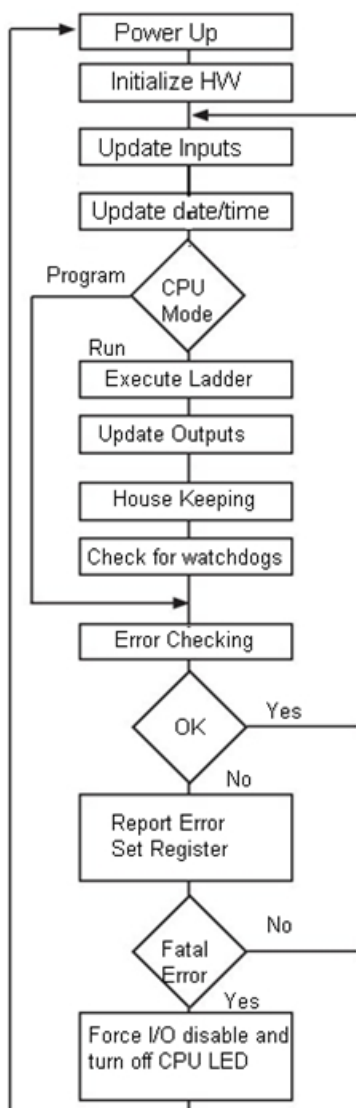 Power Up
Initialize HW
Update Inputs
Update date/time
Program
CPU
Mode
Run
Execute Ladder
Update Outputs
House Keeping
Check for watchdogs
Error Checking
OK
Yes
No
Report Error
Set Register
No
Fatal
Error
Yes
Force I/O disable and
turn off CPU LED